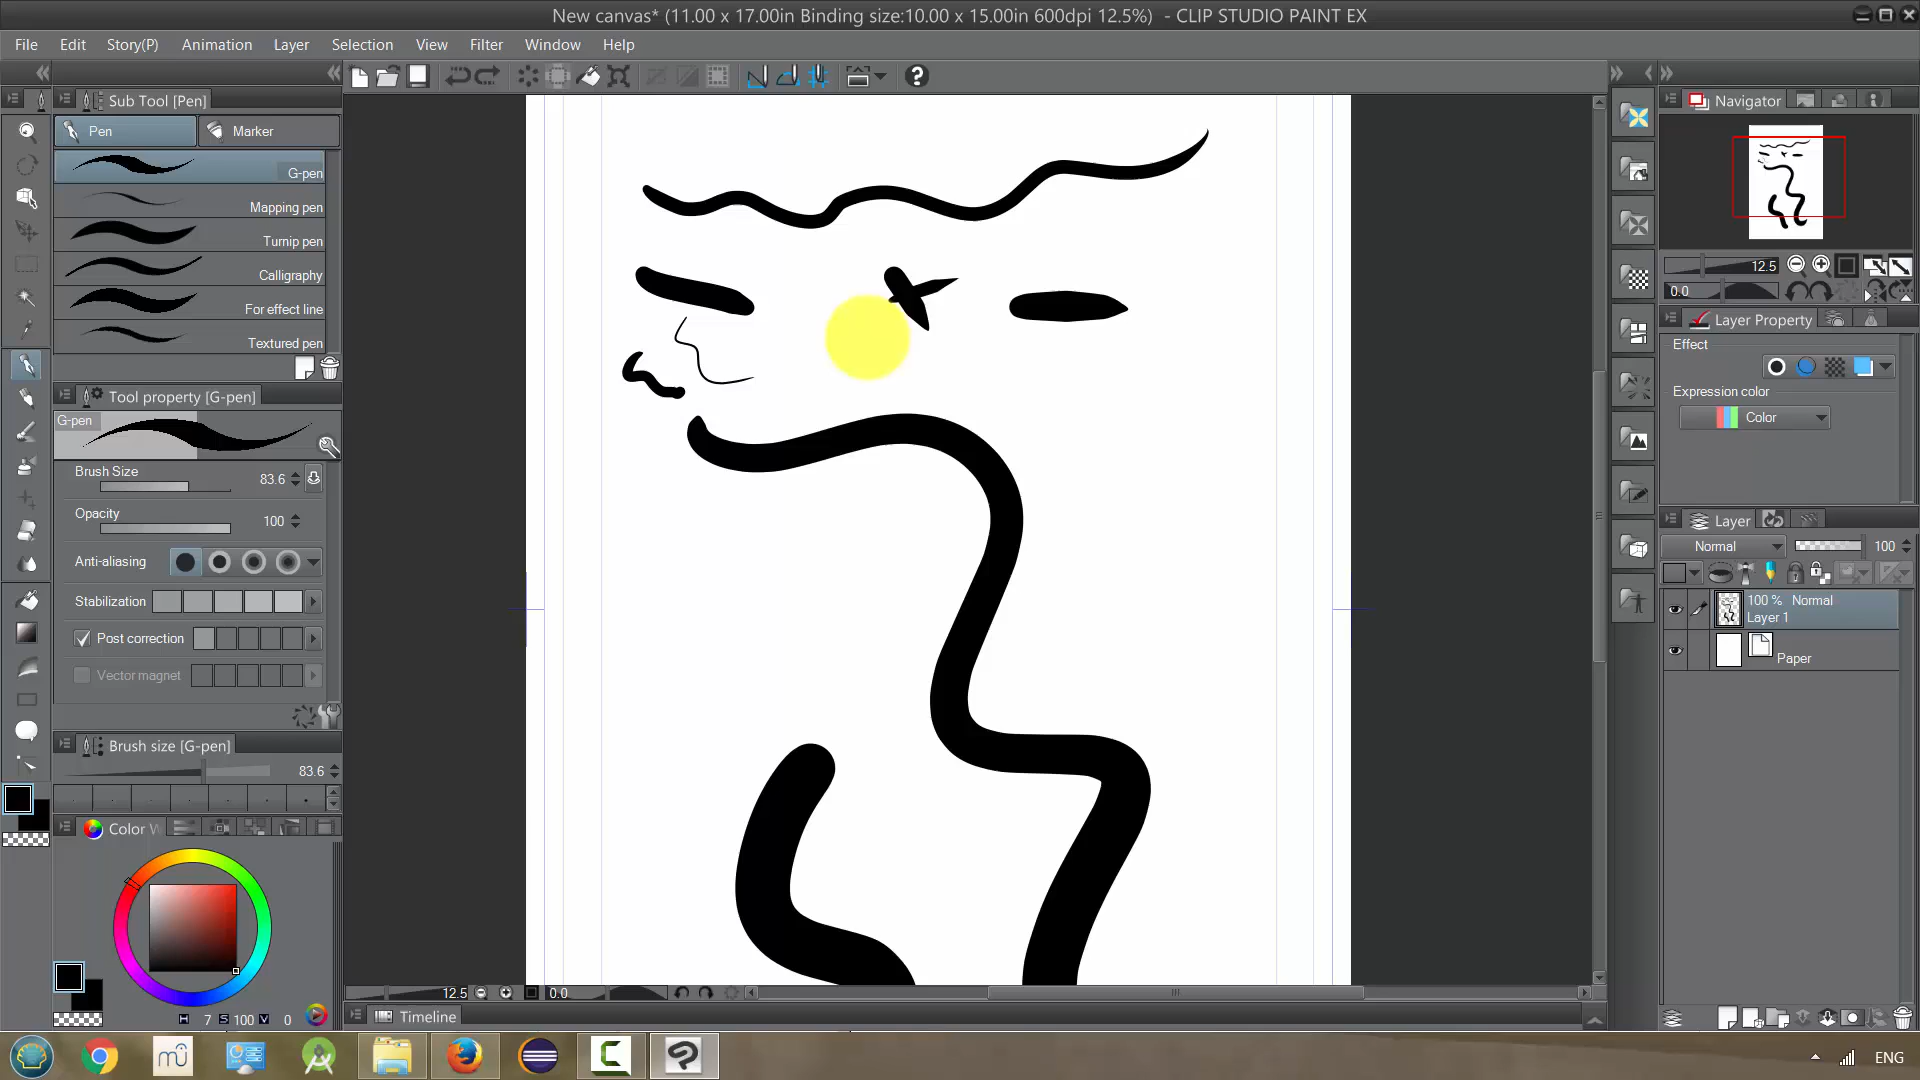 New canvas* (11.00 x 17.00in Binding size:10.00 x 15.00in 600dpi 12.5%) - CLIP STUDIO PAINT EX
File Edit Story(P) Animation Layer Selection View Filter Window Help
Sub Tool [Pen]
Pen Marker
G-pen
Mapping pen
Turnip pen
Calligraphy
For effect line
Textured pen
Tool property [G-pen]
G-pen
Brush Size 83.6
Opacity 100
Anti-aliasing
Stabilization
Post correction
Vector magnet
Brush size [G-pen]
83.6
Color W
H 7 S 100 V 0
12.5 0.0
Timeline
Navigator
12.5
0.0
Layer Property
Effect
Expression color
Color
Layer
Normal 100
100 % Normal
Layer 1
Paper
ENG